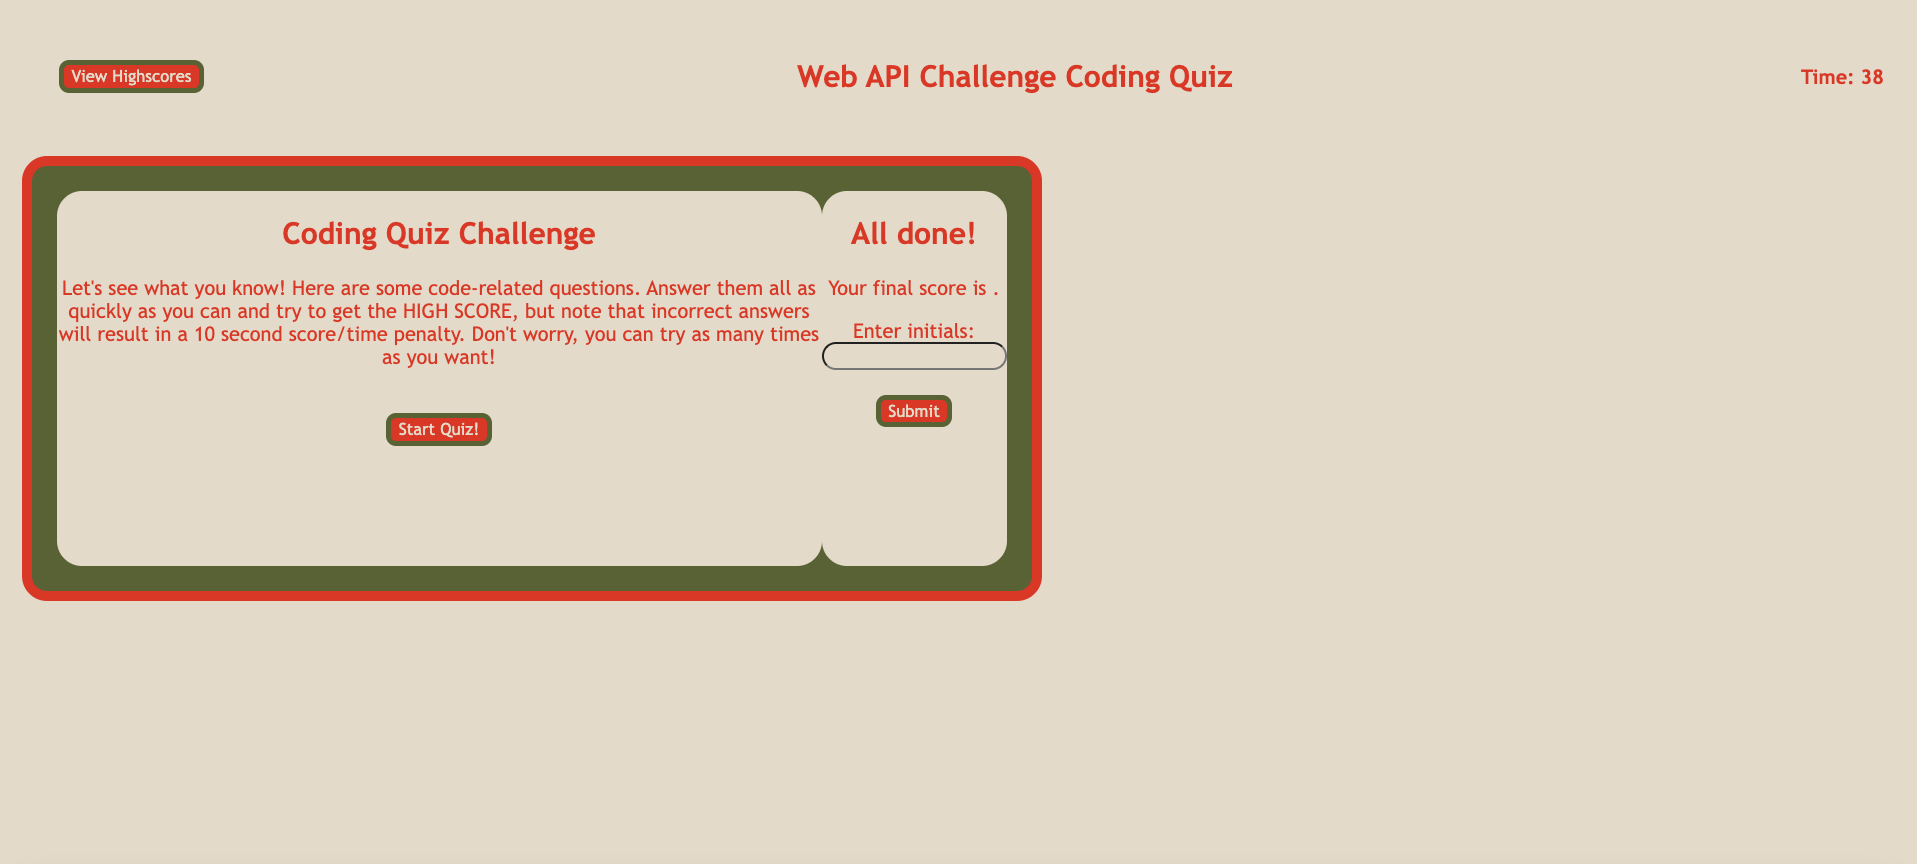 View Highscores
Web API Challenge Coding Quiz
Time: 38
Coding Quiz Challenge
Let's see what you know! Here are some code-related questions. Answer them all as
quickly as you can and try to get the HIGH SCORE, but note that incorrect answers
will result in a 10 second score/time penalty. Don't worry, you can try as many times
as you want!
Start Quiz!
All done!
Your final score is .
Enter initials:
Submit